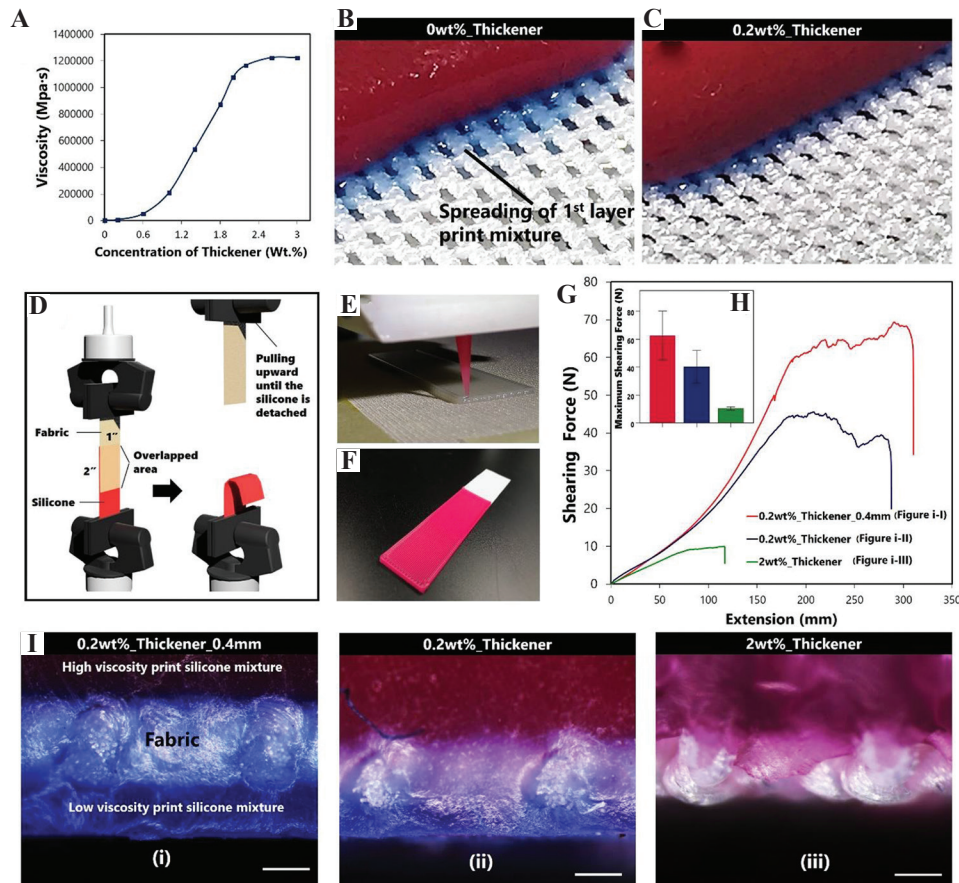 A
1400000
1200000
1000000
800000
600000
400000
200000
0
Viscosity (Mpa·s)
0 0.6 1.2 1.8 2.4 3
Concentration of Thickener (Wt.%)
B
0wt%_Thickener
Spreading of 1st layer
print mixture
C
0.2wt%_Thickener
D
Pulling
upward
until the
silicone is
detached
Fabric
1"
2"
Overlapped
area
Silicone
E
F
G
80
70
60
50
40
30
20
10
0
Shearing Force (N)
0 50 100 150 200 250 300 350
Extension (mm)
H
80
60
40
20
0
Maximum Shearing Force (N)
0.2wt%_Thickener_0.4mm (Figure i-I)
0.2wt%_Thickener (Figure i-II)
2wt%_Thickener (Figure i-III)
I
0.2wt%_Thickener_0.4mm
High viscosity print silicone mixture
Fabric
Low viscosity print silicone mixture
(i)
0.2wt%_Thickener
(ii)
2wt%_Thickener
(iii)